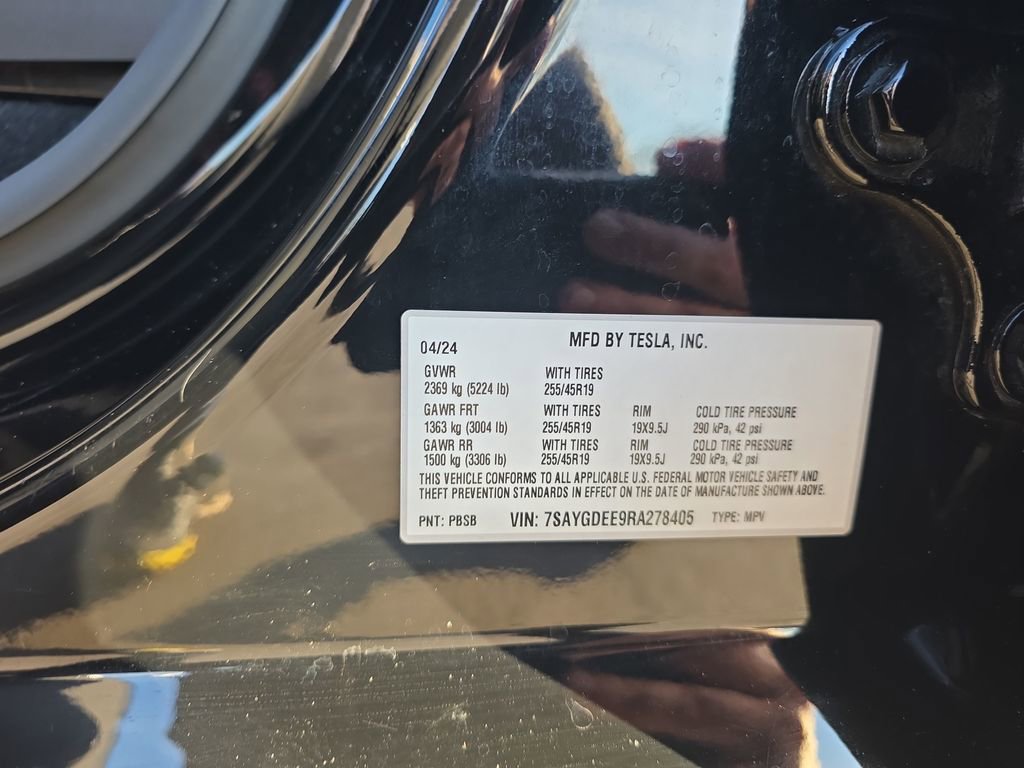 MFD BY TESLA, INC.
04/24
GVWR WITH TIRES
2369 kg (5224 lb) 255/45R19
GAWR FRT WITH TIRES RIM COLD TIRE PRESSURE
1363 kg (3004 lb) 255/45R19 19X9.5J 290 kPa, 42 psi
GAWR RR WITH TIRES RIM COLD TIRE PRESSURE
1500 kg (3306 lb) 255/45R19 19X9.5J 290 kPa, 42 psi
THIS VEHICLE CONFORMS TO ALL APPLICABLE U.S. FEDERAL MOTOR VEHICLE SAFETY AND
THEFT PREVENTION STANDARDS IN EFFECT ON THE DATE OF MANUFACTURE SHOWN ABOVE.
PNT: PBSB VIN: 7SAYGDEE9RA278405 TYPE: MPV